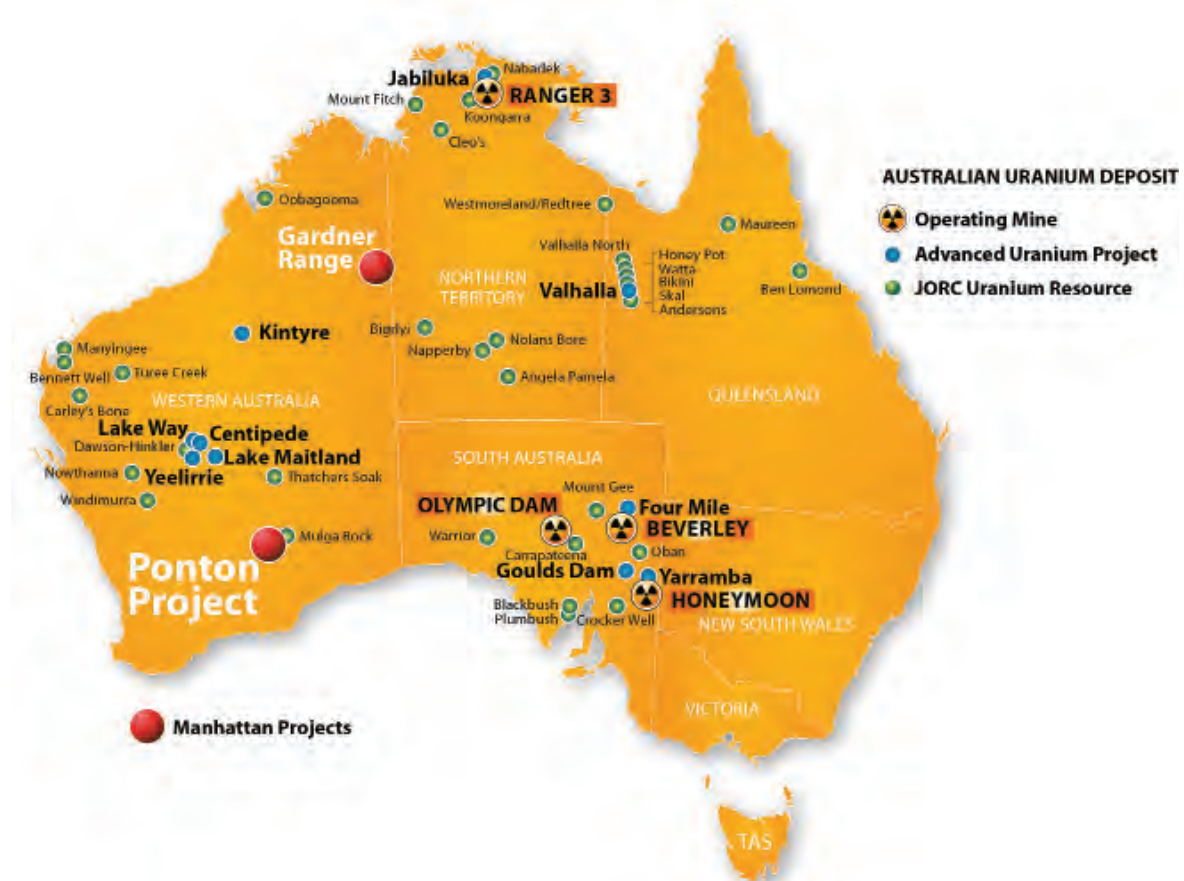 Nabarlek
Jabiluka
RANGER 3
Mount Fitch
Koongarra
Cleo's
Oobagooma
Westmoreland/Redtree
Maureen
Gardner
Range
Valhalla North
Honey Pot
Watta
Bikini
Skal
Andersons
NORTHERN
TERRITORY
Valhalla
Ben Lomond
AUSTRALIAN URANIUM DEPOSIT
Operating Mine
Advanced Uranium Project
JORC Uranium Resource
Kintyre
Bigrlyi
Nolans Bore
Napperby
Angela Pamela
Manyingee
Bennett Well
Turee Creek
Carley's Bone
WESTERN AUSTRALIA
QUEENSLAND
Lake Way
Centipede
Dawson-Hinkler
Lake Maitland
Nowthanna
Yeelirrie
Thatchers Soak
Windimurra
SOUTH AUSTRALIA
Mount Gee
OLYMPIC DAM
Four Mile
BEVERLEY
Warrior
Carrapateena
Oban
Mulga Rock
Ponton
Project
Goulds Dam
Yarramba
HONEYMOON
Blackbush
Plumbush
Crocker Well
NEW SOUTH WALES
VICTORIA
Manhattan Projects
TAS